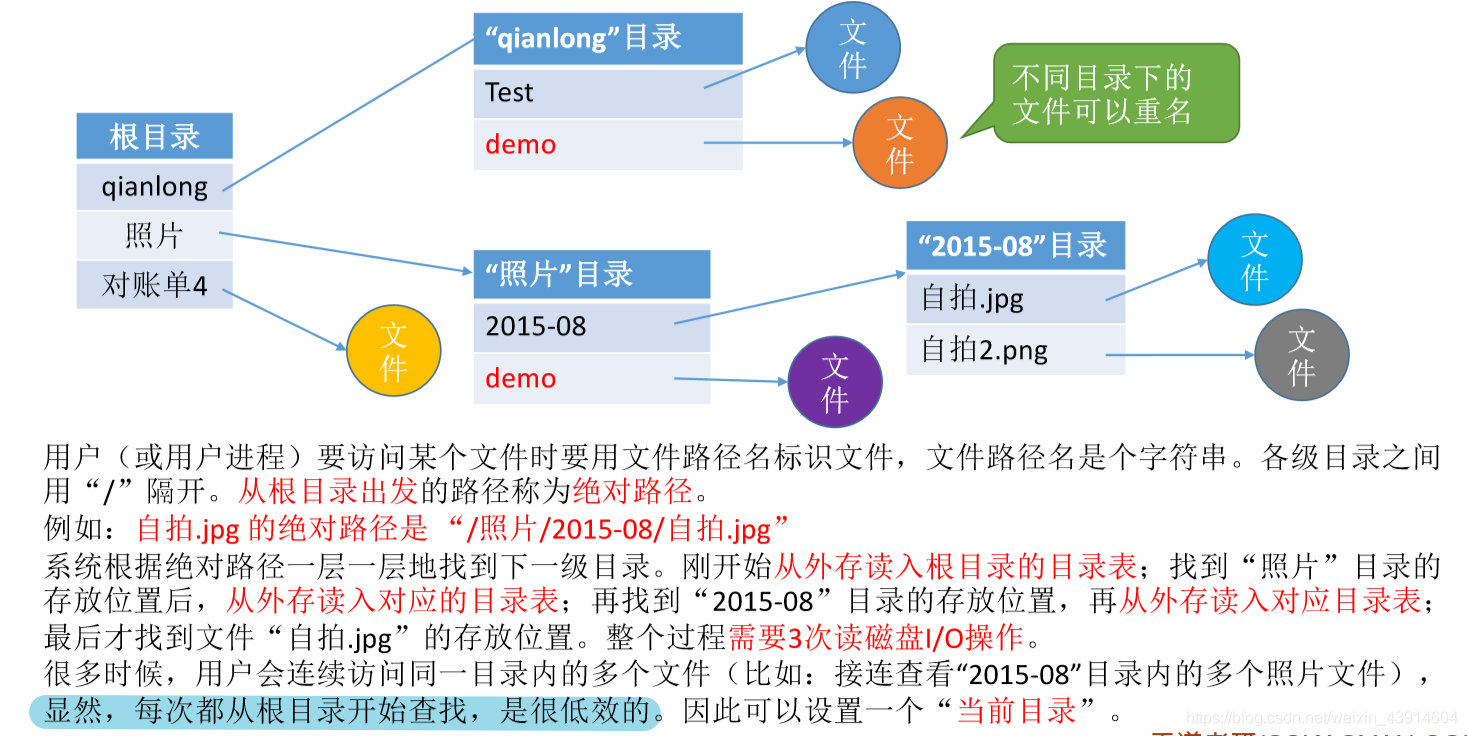 “qianlong”目录
Test
demo
文
件
文
件
不同目录下的
文件可以重名
根目录
qianlong
照片
对账单4
文
件
“照片”目录
2015-08
demo
文
件
“2015-08”目录
自拍.jpg
自拍2.png
文
件
文
件
用户（或用户进程）要访问某个文件时要用文件路径名标识文件，文件路径名是个字符串。各级目录之间
用“/”隔开。从根目录出发的路径称为绝对路径。
例如：自拍.jpg 的绝对路径是 “/照片/2015-08/自拍.jpg”
系统根据绝对路径一层一层地找到下一级目录。刚开始从外存读入根目录的目录表；找到“照片”目录的
存放位置后，从外存读入对应的目录表；再找到“2015-08”目录的存放位置，再从外存读入对应目录表；
最后才找到文件“自拍.jpg”的存放位置。整个过程需要3次读磁盘I/O操作。
很多时候，用户会连续访问同一目录内的多个文件（比如：接连查看“2015-08”目录内的多个照片文件），
显然，每次都从根目录开始查找，是很低效的。因此可以设置一个“当前目录”。
https://blog.csdn.net/weixin_43914604